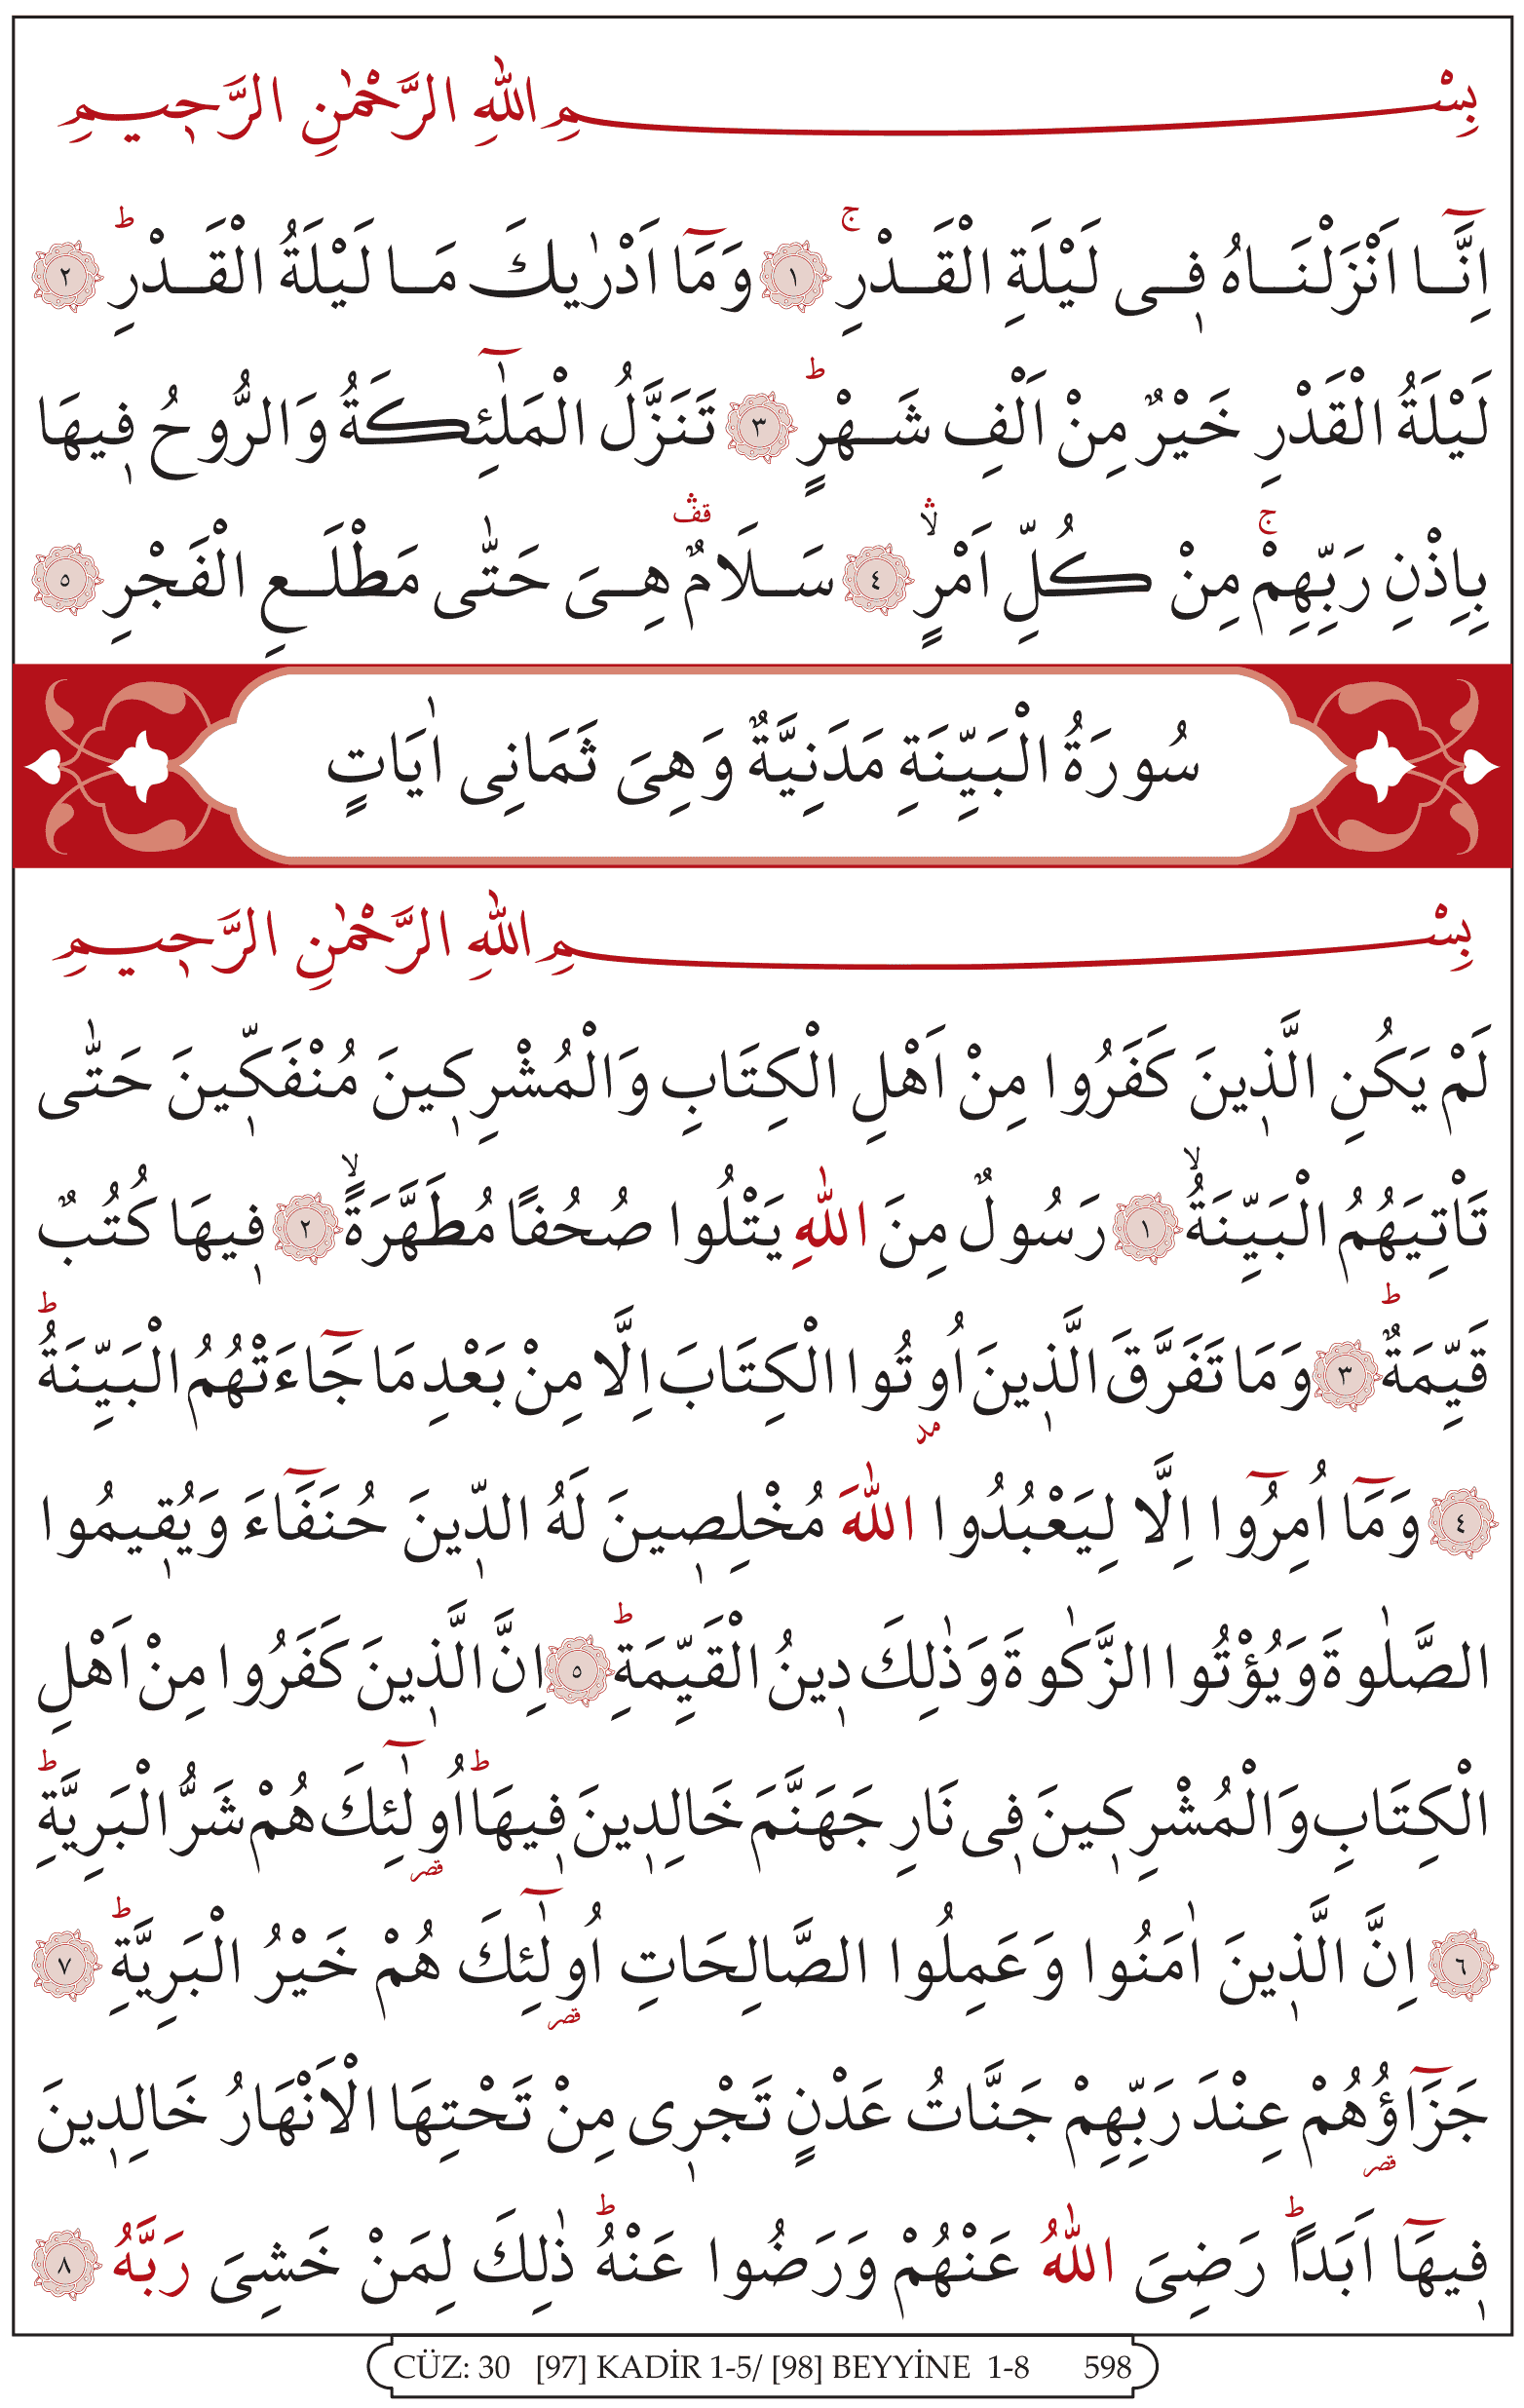 بِسْمِ اللّٰهِ الرَّحْمٰنِ الرَّحٖيمِ
اِنَّٓا اَنْزَلْنَاهُ فٖى لَيْلَةِ الْقَدْرِۚ ﴿١﴾ وَمَٓا اَدْرٰيكَ مَا لَيْلَةُ الْقَدْرِؕ ﴿٢﴾
لَيْلَةُ الْقَدْرِ خَيْرٌ مِنْ اَلْفِ شَهْرٍؕ ﴿٣﴾ تَنَزَّلُ الْمَلٰٓئِكَةُ وَالرُّوحُ فٖيهَا
بِاِذْنِ رَبِّهِمْۚ مِنْ كُلِّ اَمْرٍۙۛ ﴿٤﴾ سَلَامٌ قف۠ۛ هِىَ حَتّٰى مَطْلَعِ الْفَجْرِ ﴿٥﴾
سُورَةُ الْبَيِّنَةِ مَدَنِيَّةٌ وَهِىَ ثَمَانِى اٰيَاتٍ
بِسْمِ اللّٰهِ الرَّحْمٰنِ الرَّحٖيمِ
لَمْ يَكُنِ الَّذٖينَ كَفَرُوا مِنْ اَهْلِ الْكِتَابِ وَالْمُشْرِكٖينَ مُنْفَكّٖينَ حَتّٰى
تَاْتِيَهُمُ الْبَيِّنَةُۙ ﴿١﴾ رَسُولٌ مِنَ اللّٰهِ يَتْلُوا صُحُفًا مُطَهَّرَةًۙ ﴿٢﴾ فٖيهَا كُتُبٌ
قَيِّمَةٌؕ ﴿٣﴾ وَمَا تَفَرَّقَ الَّذٖينَ اُوتُوا الْكِتَابَ اِلَّا مِنْ بَعْدِ مَا جَٓاءَتْهُمُ الْبَيِّنَةُؕ
﴿٤﴾ وَمَٓا اُمِرُٓوا اِلَّا لِيَعْبُدُوا اللّٰهَ مُخْلِصٖينَ لَهُ الدّٖينَ حُنَفَٓاءَ وَيُقٖيمُوا
الصَّلٰوةَ وَيُؤْتُوا الزَّكٰوةَ وَذٰلِكَ دٖينُ الْقَيِّمَةِؕ ﴿٥﴾ اِنَّ الَّذٖينَ كَفَرُوا مِنْ اَهْلِ
الْكِتَابِ وَالْمُشْرِكٖينَ فٖى نَارِ جَهَنَّمَ خَالِدٖينَ فٖيهَاؕ اُولٰٓئِكَ هُمْ شَرُّ الْبَرِيَّةِؕ
﴿٦﴾ اِنَّ الَّذٖينَ اٰمَنُوا وَعَمِلُوا الصَّالِحَاتِ اُولٰٓئِكَ هُمْ خَيْرُ الْبَرِيَّةِؕ ﴿٧﴾
جَزَٓاؤُهُمْ عِنْدَ رَبِّهِمْ جَنَّاتُ عَدْنٍ تَجْرٖى مِنْ تَحْتِهَا الْاَنْهَارُ خَالِدٖينَ
فٖيهَٓا اَبَدًاؕ رَضِىَ اللّٰهُ عَنْهُمْ وَرَضُوا عَنْهُؕ ذٰلِكَ لِمَنْ خَشِىَ رَبَّهُ ﴿٨﴾
CÜZ: 30 [97] KADİR 1-5/ [98] BEYYİNE 1-8 598